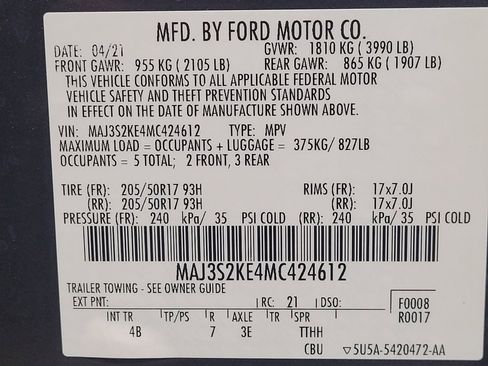 MFD. BY FORD MOTOR CO.
DATE: 04/21 GVWR: 1810 KG ( 3990 LB)
FRONT GAWR: 955 KG ( 2105 LB) REAR GAWR: 865 KG ( 1907 LB)
THIS VEHICLE CONFORMS TO ALL APPLICABLE FEDERAL MOTOR
VEHICLE SAFETY AND THEFT PREVENTION STANDARDS
IN EFFECT ON THE DATE OF MANUFACTURE SHOWN ABOVE.
VIN: MAJ3S2KE4MC424612 TYPE: MPV
MAXIMUM LOAD = OCCUPANTS + LUGGAGE = 375KG/ 827LB
OCCUPANTS = 5 TOTAL; 2 FRONT, 3 REAR
TIRE (FR): 205/50R17 93H RIMS (FR): 17x7.0J
(RR): 205/50R17 93H (RR): 17x7.0J
PRESSURE (FR): 240 kPa/ 35 PSI COLD (RR): 240 kPa/ 35 PSI COLD
MAJ3S2KE4MC424612
TRAILER TOWING - SEE OWNER GUIDE
EXT PNT: RC: 21 DSO: F0008
INT TR TP/PS R AXLE TR SPR R0017
4B 7 3E TTHH
CBU ▽5U5A-5420472-AA